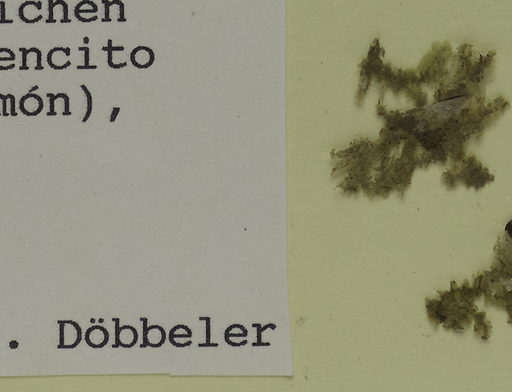 ichen
encito
món),
. Döbbeler